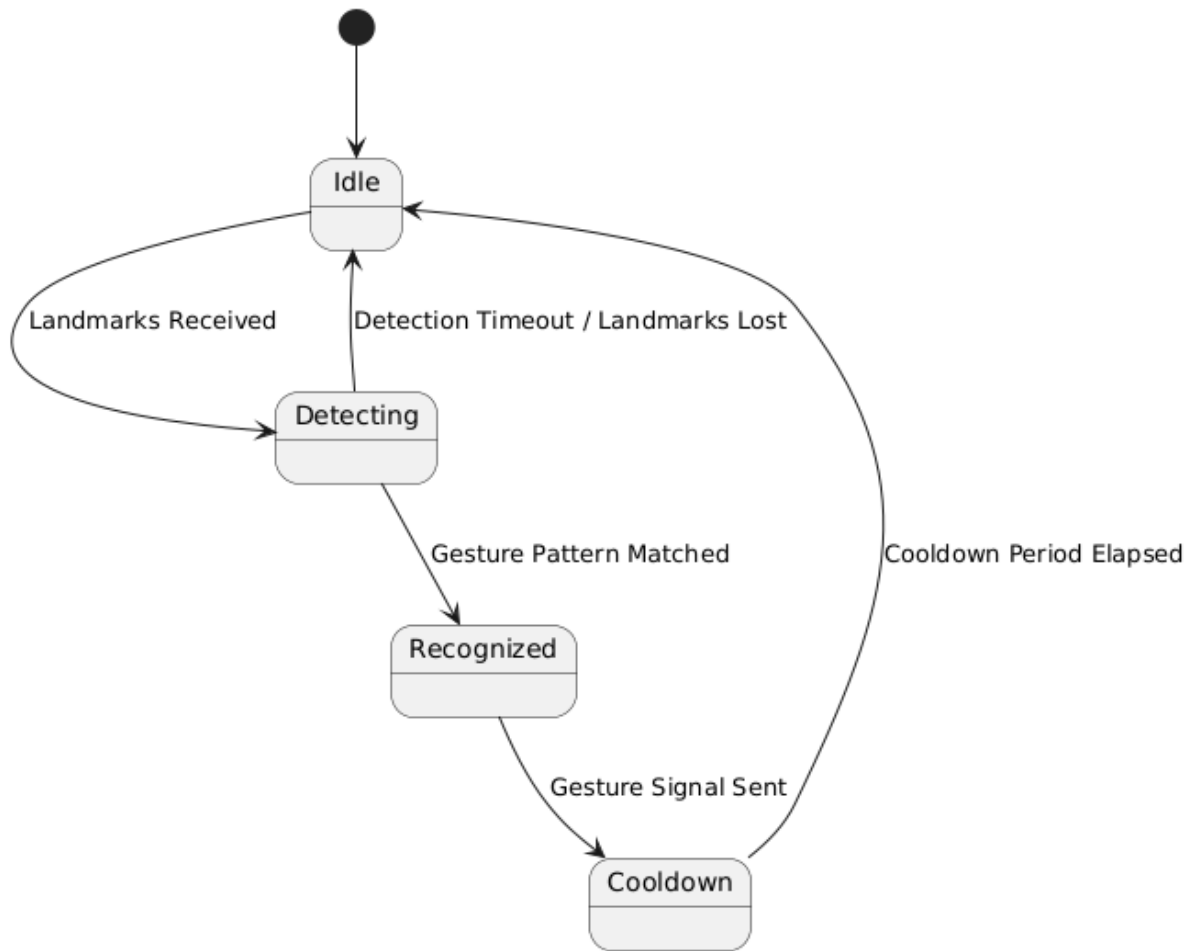 Idle
Landmarks Received
Detection Timeout / Landmarks Lost
Detecting
Gesture Pattern Matched
Cooldown Period Elapsed
Recognized
Gesture Signal Sent
Cooldown